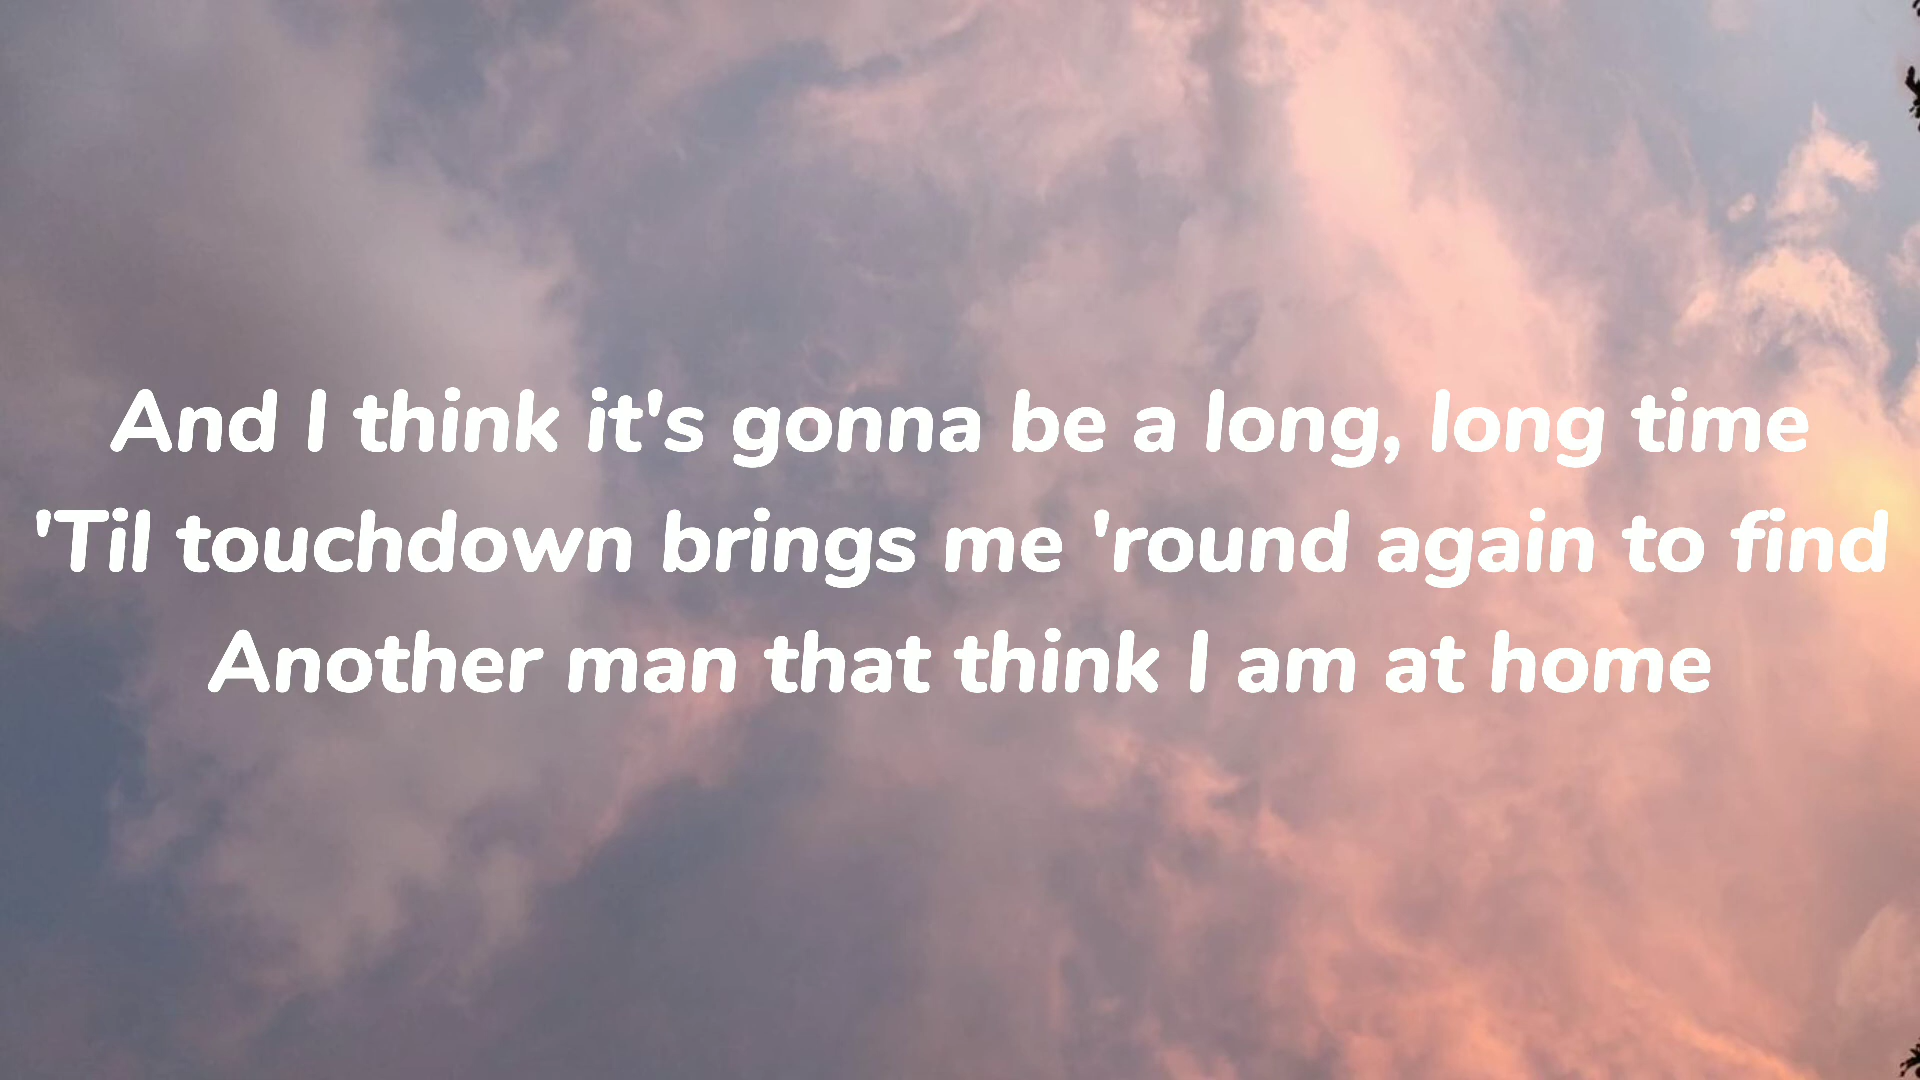 And I think it's gonna be a long, long time
'Til touchdown brings me 'round again to find
Another man that think I am at home